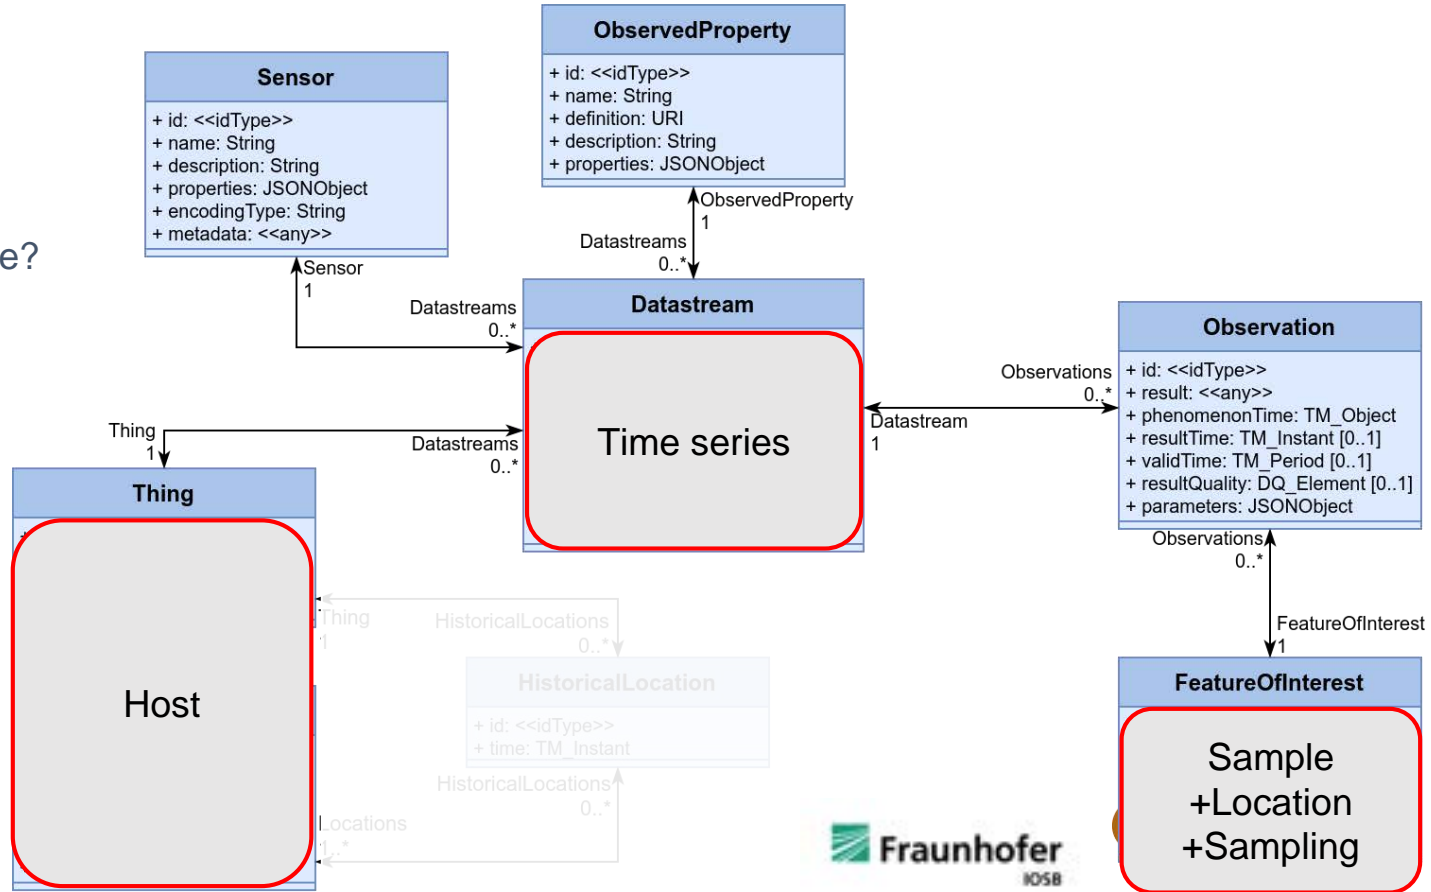 ObservedProperty
+ id: <<idType>>
+ name: String
+ definition: URI
+ description: String
+ properties: JSONObject
Sensor
+ id: <<idType>>
+ name: String
+ description: String
+ properties: JSONObject
+ encodingType: String
+ metadata: <<any>>
e?
ObservedProperty
1
Datastreams
0..*
Sensor
1
Datastreams
0..*
Datastream
Time series
Observation
+ id: <<idType>>
+ result: <<any>>
+ phenomenonTime: TM_Object
+ resultTime: TM_Instant [0..1]
+ validTime: TM_Period [0..1]
+ resultQuality: DQ_Element [0..1]
+ parameters: JSONObject
Observations
0..*
Datastream
1
Thing
1
Datastreams
0..*
Thing
Host
Observations
0..*
FeatureOfInterest
1
Thing
1
HistoricalLocations
0..*
HistoricalLocation
+ id: <<idType>>
+ time: TM_Instant
HistoricalLocations
0..*
Locations
1..*
FeatureOfInterest
Sample
+Location
+Sampling
Fraunhofer
IOSB